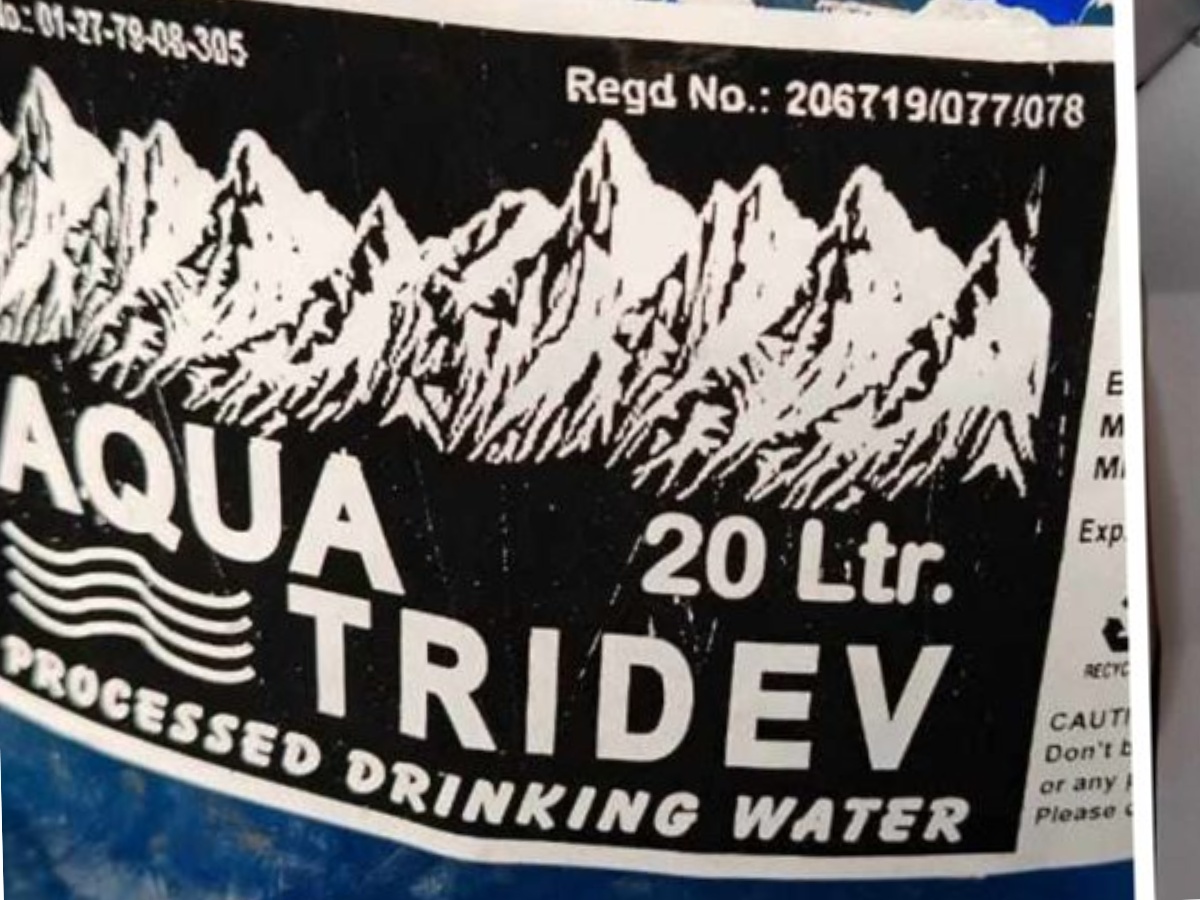 No.: 01-27-79-08-305
Regd No.: 206719/077/078
AQUA
20 Ltr.
TRIDEV
PROCESSED DRINKING WATER
Exp.
CAUTI
Don't b
or any
Please